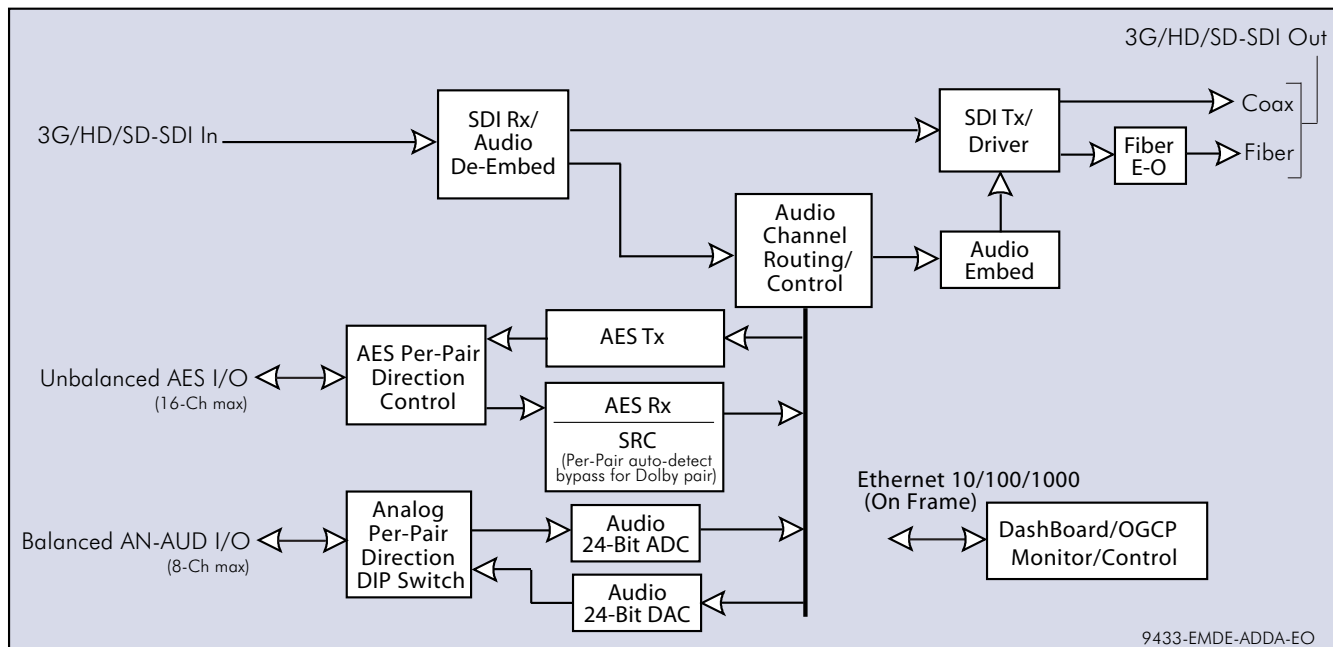 3G/HD/SD-SDI Out
3G/HD/SD-SDI In
SDI Rx/
Audio
De-Embed
SDI Tx/
Driver
Coax
Fiber
E-O
Fiber
Audio
Channel
Routing/
Control
Audio
Embed
AES Tx
Unbalanced AES I/O
(16-Ch max)
AES Per-Pair
Direction
Control
AES Rx
SRC
(Per-Pair auto-detect
bypass for Dolby pair)
Balanced AN-AUD I/O
(8-Ch max)
Analog
Per-Pair
Direction
DIP Switch
Audio
24-Bit ADC
Audio
24-Bit DAC
Ethernet 10/100/1000
(On Frame)
DashBoard/OGCP
Monitor/Control
9433-EMDE-ADDA-EO